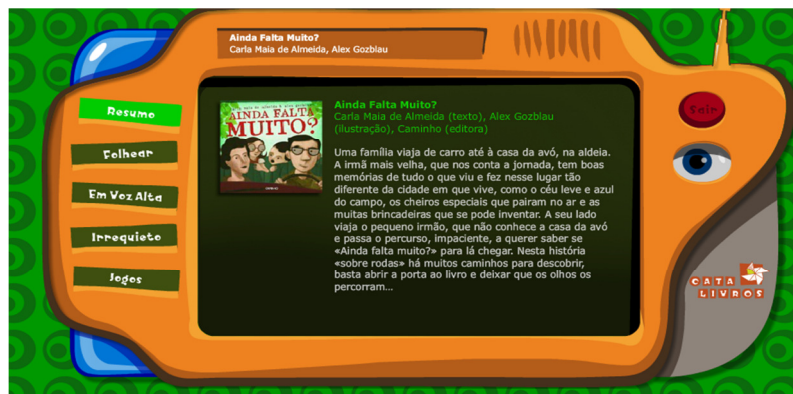 Ainda Falta Muito?
Carla Maia de Almeida, Alex Gozblau
Resumo
Folhear
Em Voz Alta
Irrequieto
Jogos
AINDA FALTA
MUITO?
Ainda Falta Muito?
Carla Maia de Almeida (texto), Alex Gozblau
(ilustração), Caminho (editora)
Uma família viaja de carro até à casa da avó, na aldeia.
A irmã mais velha, que nos conta a jornada, tem boas
memórias de tudo o que viu e fez nesse lugar tão
diferente da cidade em que vive, como o céu leve e azul
do campo, os cheiros especiais que pairam no ar e as
muitas brincadeiras que se pode inventar. A seu lado
viaja o pequeno irmão, que não conhece a casa da avó
e passa o percurso, impaciente, a querer saber se
«Ainda falta muito?» para lá chegar. Nesta história
«sobre rodas» há muitos caminhos para descobrir,
basta abrir a porta ao livro e deixar que os olhos os
percorram...
Sair
CATA
LIVROS